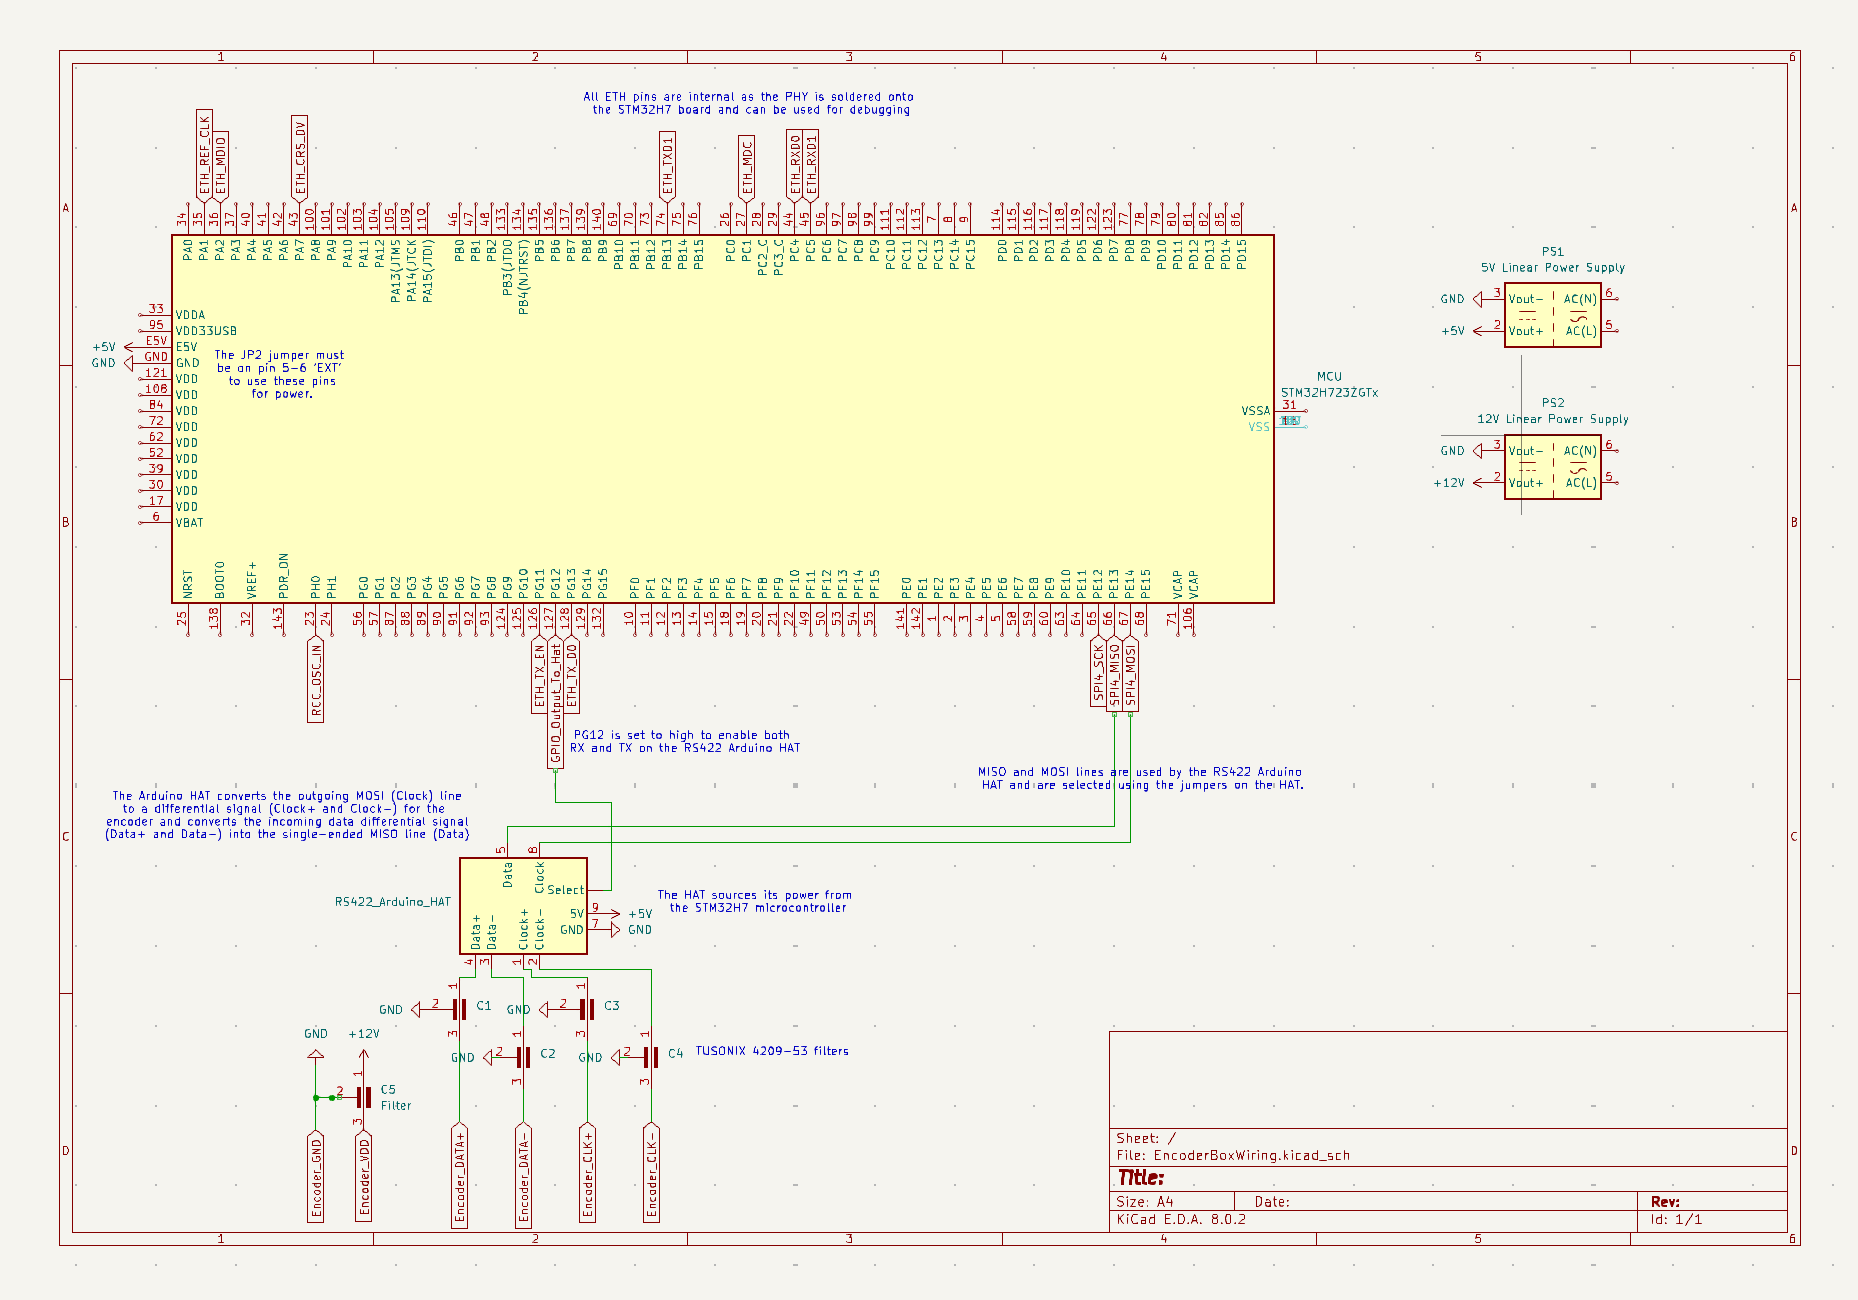 1 2 3 4 5 6
All ETH pins are internal as the PHY is soldered onto
the STM32H7 board and can be used for debugging
ETH_REF_CLK
ETH_MDIO
ETH_CRS_DV
ETH_TXD1
ETH_MDC
ETH_RXD0
ETH_RXD1
A A
34 35 36 37 40 41 42 43 100 101 102 103 104 105 109 110 46 47 48 133 134 135 136 137 139 140 69 70 73 74 75 76 26 27 28 29 44 45 96 97 98 99 111 112 113 7 8 9 114 115 116 117 118 119 122 123 77 78 79 80 81 82 85 86
PA0 PA1 PA2 PA3 PA4 PA5 PA6 PA7 PA8 PA9 PA10 PA11 PA12 PA13(JTMS PA14(JTCK PA15(JTDI) PB0 PB1 PB2 PB3(JTDO PB4(NJTRST) PB5 PB6 PB7 PB8 PB9 PB10 PB11 PB12 PB13 PB14 PB15 PC0 PC1 PC2_C PC3_C PC4 PC5 PC6 PC7 PC8 PC9 PC10 PC11 PC12 PC13 PC14 PC15 PD0 PD1 PD2 PD3 PD4 PD5 PD6 PD7 PD8 PD9 PD10 PD11 PD12 PD13 PD14 PD15
33 VDDA
95 VDD33USB
+5V E5V E5V
GND GND GND
121 VDD
108 VDD
84 VDD
72 VDD
62 VDD
52 VDD
39 VDD
30 VDD
17 VDD
6 VBAT
The JP2 jumper must
be on pin 5-6 'EXT'
to use these pins
for power.
MCU
STM32H723ZGTx
VSSA 31
VSS
PS1
5V Linear Power Supply
GND 3 Vout- AC(N) 6
+5V 2 Vout+ AC(L) 5
PS2
12V Linear Power Supply
GND 3 Vout- AC(N) 6
+12V 2 Vout+ AC(L) 5
B B
NRST BOOT0 VREF+ PDR_ON PH0 PH1 PG0 PG1 PG2 PG3 PG4 PG5 PG6 PG7 PG8 PG9 PG10 PG11 PG12 PG13 PG14 PG15 PF0 PF1 PF2 PF3 PF4 PF5 PF6 PF7 PF8 PF9 PF10 PF11 PF12 PF13 PF14 PF15 PE0 PE1 PE2 PE3 PE4 PE5 PE6 PE7 PE8 PE9 PE10 PE11 PE12 PE13 PE14 PE15 VCAP VCAP
25 138 32 143 23 24 56 57 87 88 89 90 91 92 93 124 125 126 127 128 129 132 10 11 12 13 14 15 18 19 20 21 22 49 50 53 54 55 141 142 1 2 3 4 5 58 59 60 63 64 65 66 67 68 71 106
RCC_OSC_IN
ETH_TX_EN
GPIO_Output_To_Hat
ETH_TX_D0
SPI4_SCK
SPI4_MISO
SPI4_MOSI
PG12 is set to high to enable both
RX and TX on the RS422 Arduino HAT
MISO and MOSI lines are used by the RS422 Arduino
HAT and are selected using the jumpers on the HAT.
The Arduino HAT converts the outgoing MOSI (Clock) line
to a differential signal (Clock+ and Clock-) for the
encoder and converts the incoming data differential signal
(Data+ and Data-) into the single-ended MISO line (Data)
C C
5 8
Data Clock
Select
RS422_Arduino_HAT
5V 9 +5V
GND 7 GND
Data+ Data- Clock+ Clock-
4 3 1 2
The HAT sources its power from
the STM32H7 microcontroller
GND 2 1 3 C1
GND 2 1 3 C3
GND 2 1 3 C2
GND 2 1 3 C4
TUSONIX 4209-53 filters
GND +12V
1 2 3 C5
Filter
Encoder_GND
Encoder_VDD
Encoder_DATA+
Encoder_DATA-
Encoder_CLK+
Encoder_CLK-
D D
Sheet: /
File: EncoderBoxWiring.kicad_sch
Title:
Size: A4 Date: Rev:
KiCad E.D.A. 8.0.2 Id: 1/1
1 2 3 4 5 6